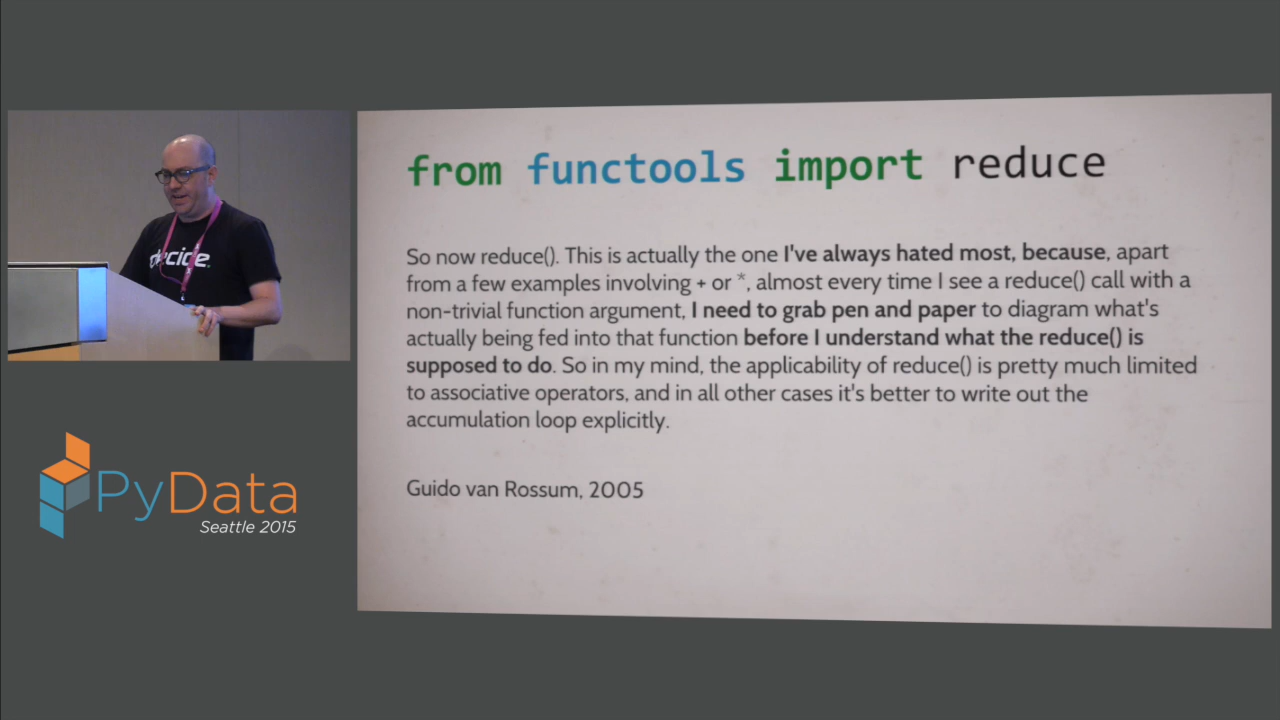 from functools import reduce
So now reduce(). This is actually the one I've always hated most, because, apart
from a few examples involving + or *, almost every time I see a reduce() call with a
non-trivial function argument, I need to grab pen and paper to diagram what's
actually being fed into that function before I understand what the reduce() is
supposed to do. So in my mind, the applicability of reduce() is pretty much limited
to associative operators, and in all other cases it's better to write out the
accumulation loop explicitly.
Guido van Rossum, 2005
decide.
PyData
Seattle 2015